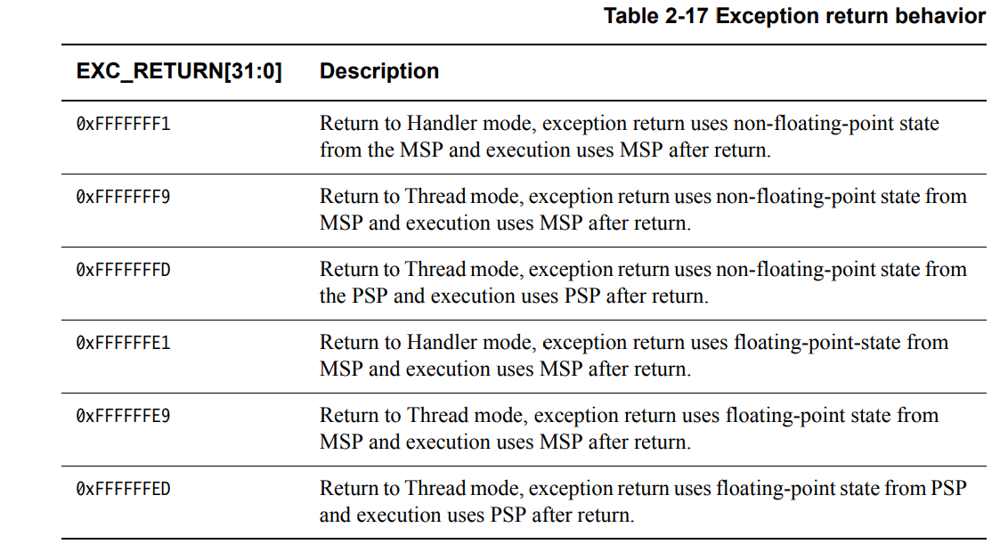 Table 2-17 Exception return behavior
EXC_RETURN[31:0] Description
0xFFFFFFF1 Return to Handler mode, exception return uses non-floating-point state
from the MSP and execution uses MSP after return.
0xFFFFFFF9 Return to Thread mode, exception return uses non-floating-point state from
MSP and execution uses MSP after return.
0xFFFFFFFD Return to Thread mode, exception return uses non-floating-point state from
the PSP and execution uses PSP after return.
0xFFFFFFE1 Return to Handler mode, exception return uses floating-point-state from
MSP and execution uses MSP after return.
0xFFFFFFE9 Return to Thread mode, exception return uses floating-point state from
MSP and execution uses MSP after return.
0xFFFFFFED Return to Thread mode, exception return uses floating-point state from PSP
and execution uses PSP after return.